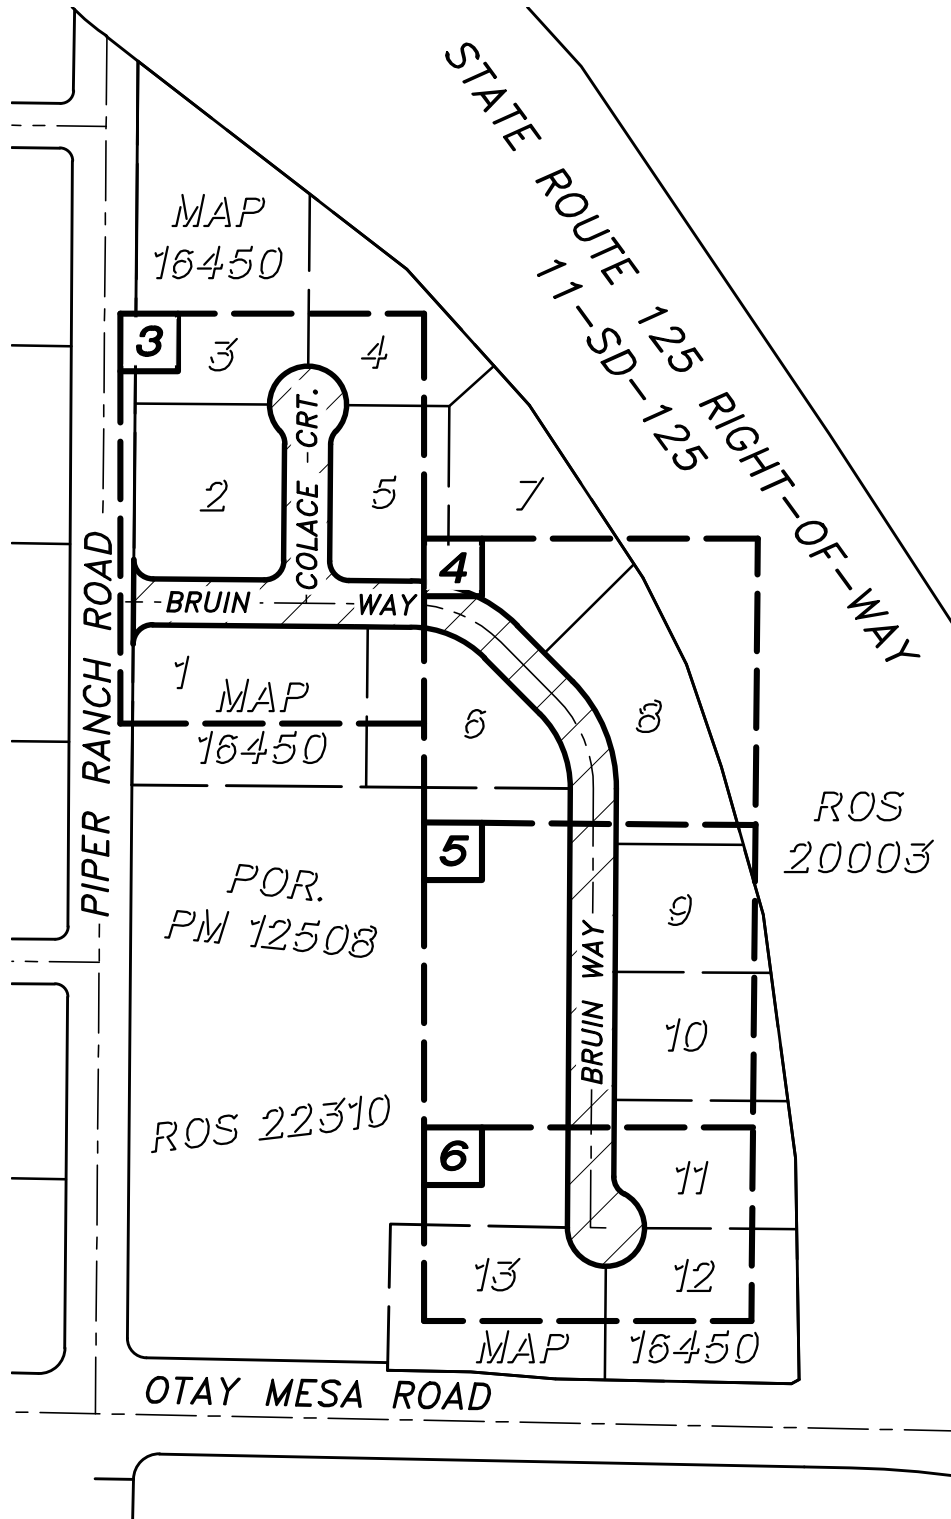 STATE ROUTE 125 RIGHT-OF-WAY
11-SD-125
MAP
16450
3
3
4
COLACE CRT.
2
5
7
4
BRUIN WAY
PIPER RANCH ROAD
1
MAP
16450
6
8
ROS
20003
5
POR.
PM 12508
9
BRUIN WAY
10
ROS 22310
6
11
13
12
MAP 16450
OTAY MESA ROAD